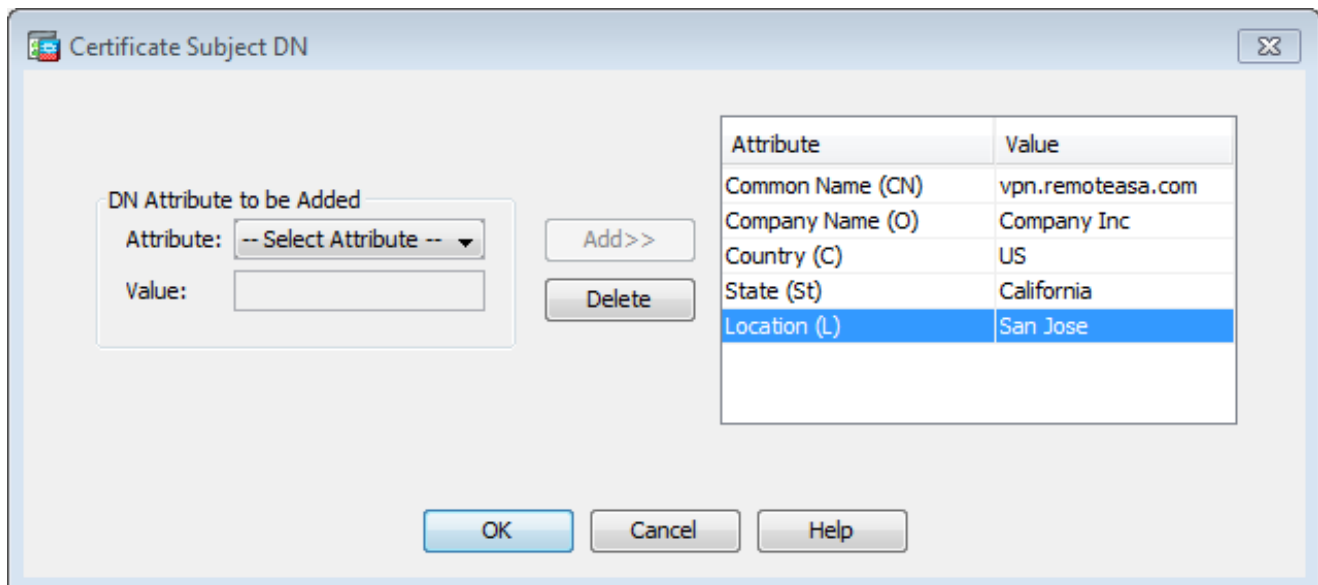 Certificate Subject DN
DN Attribute to be Added
Attribute: -- Select Attribute --
Value:
Add>>
Delete
Attribute Value
Common Name (CN) vpn.remoteasa.com
Company Name (O) Company Inc
Country (C) US
State (St) California
Location (L) San Jose
OK Cancel Help